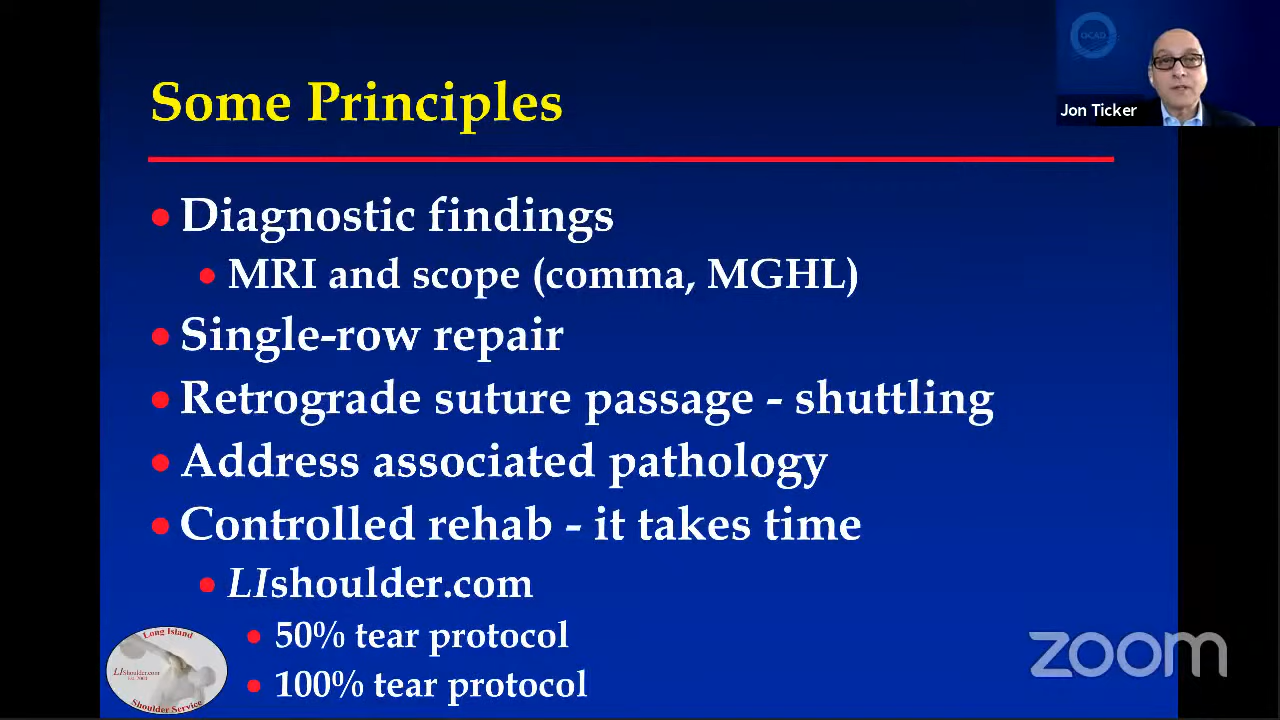 OCAD
Jon Ticker
Some Principles
Diagnostic findings
MRI and scope (comma, MGHL)
Single-row repair
Retrograde suture passage - shuttling
Address associated pathology
Controlled rehab - it takes time
LIshoulder.com
50% tear protocol
100% tear protocol
Long Island
LIShoulder.com
Shoulder Service
zoom